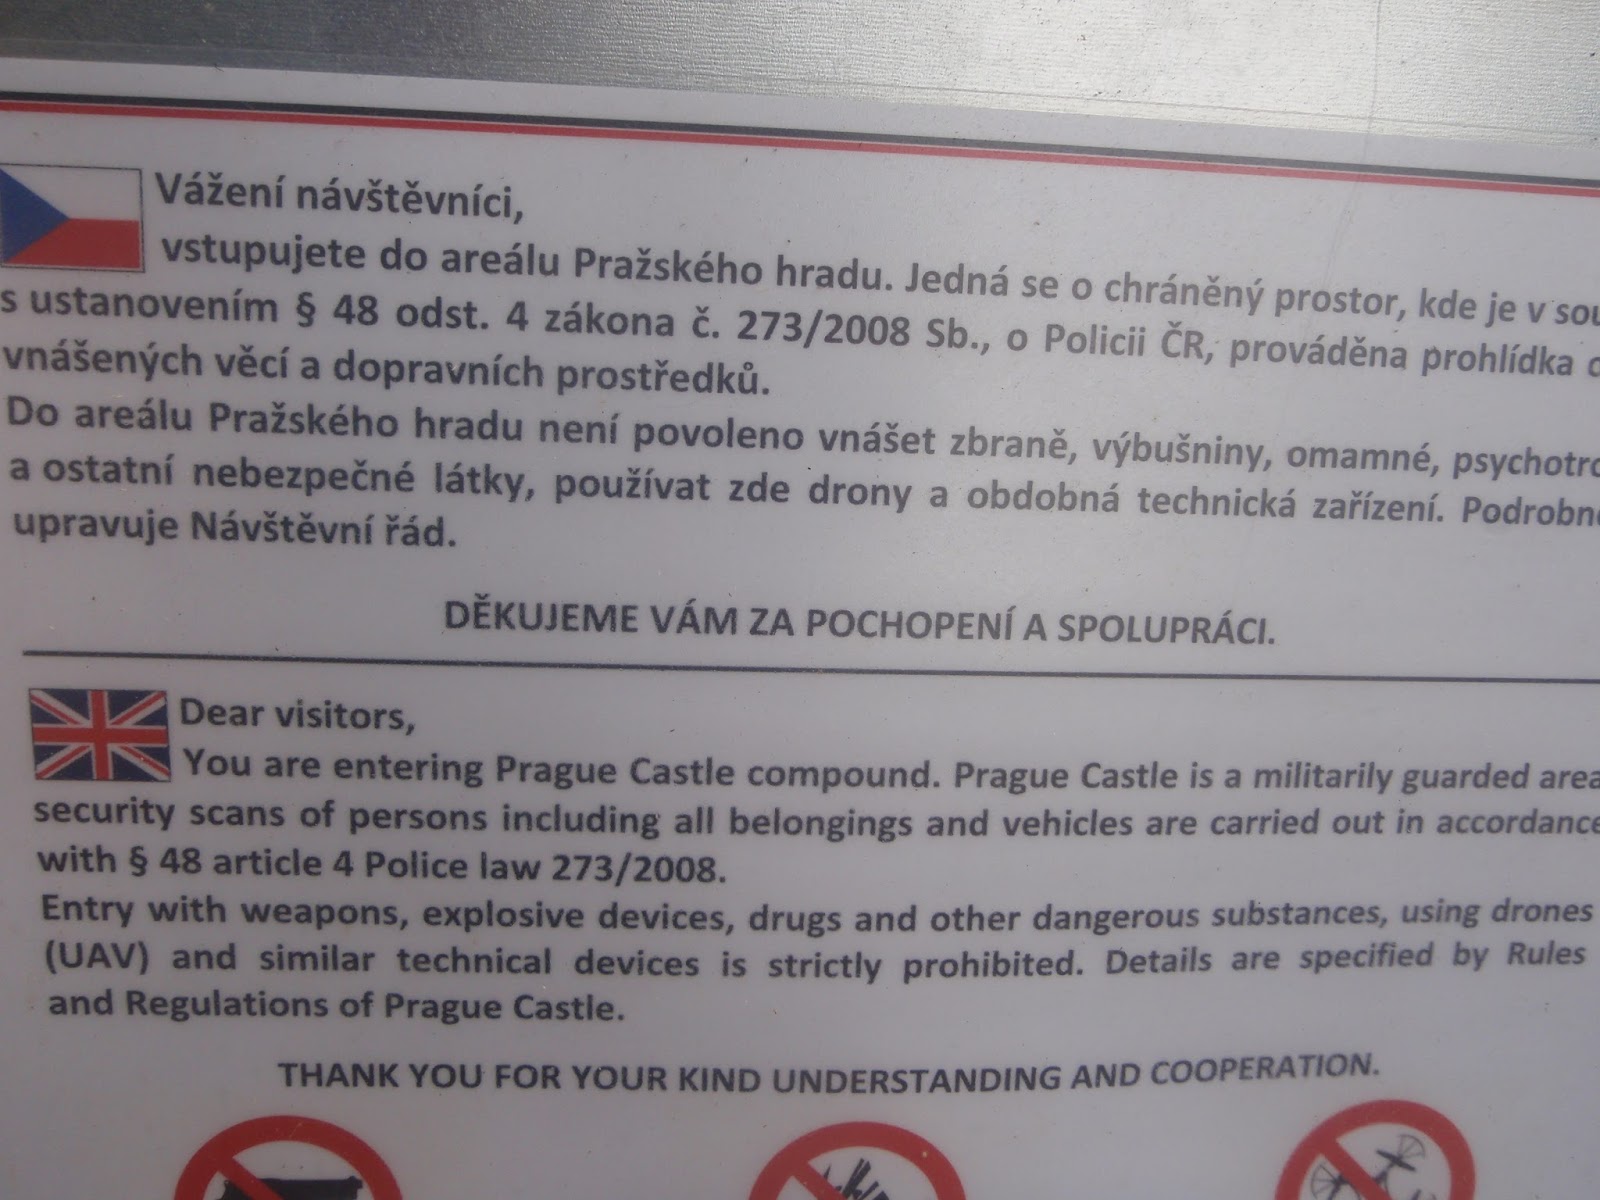 Vážení návštěvníci,
vstupujete do areálu Pražského hradu. Jedná se o chráněný prostor, kde je v sou
s ustanovením § 48 odst. 4 zákona č. 273/2008 Sb., o Policii ČR, prováděna prohlídka
vnášených věcí a dopravních prostředků.
Do areálu Pražského hradu není povoleno vnášet zbraně, výbušniny, omamné, psychotro
a ostatní nebezpečné látky, používat zde drony a obdobná technická zařízení. Podrobno
upravuje Návštěvní řád.
DĚKUJEME VÁM ZA POCHOPENÍ A SPOLUPRÁCI.
Dear visitors,
You are entering Prague Castle compound. Prague Castle is a militarily guarded area
security scans of persons including all belongings and vehicles are carried out in accordance
with § 48 article 4 Police law 273/2008.
Entry with weapons, explosive devices, drugs and other dangerous substances, using drones
(UAV) and similar technical devices is strictly prohibited. Details are specified by Rules
and Regulations of Prague Castle.
THANK YOU FOR YOUR KIND UNDERSTANDING AND COOPERATION.